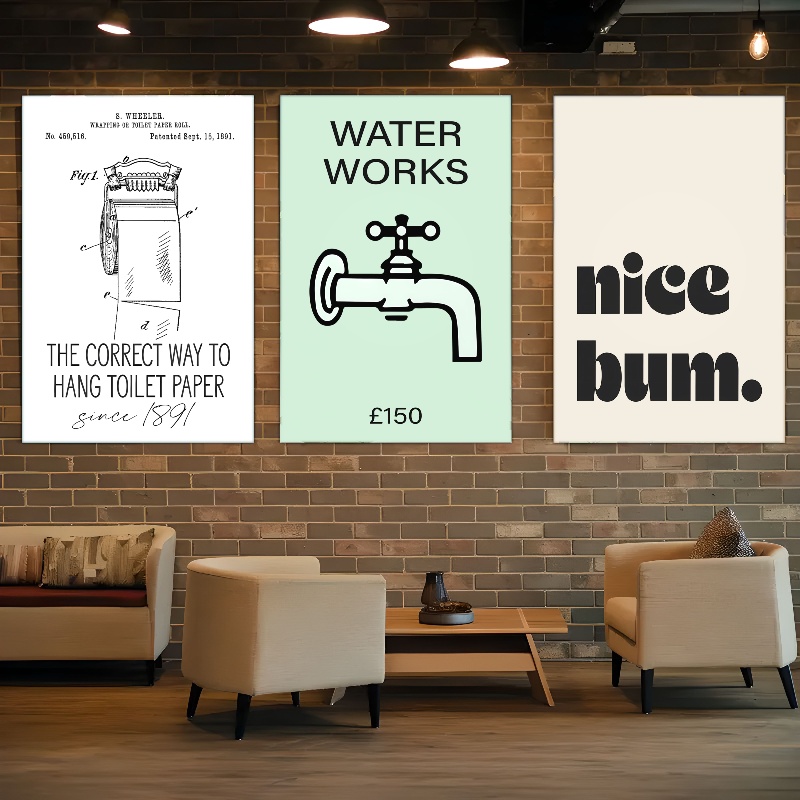 S. WHEELER.
WRAPPING OR TOILET PAPER ROLL.
No. 459,516. Patented Sept. 15, 1891.
Fig. 1.
c
e'
c
e
d
THE CORRECT WAY TO
HANG TOILET PAPER
since 1891
WATER
WORKS
£150
nice
bum.